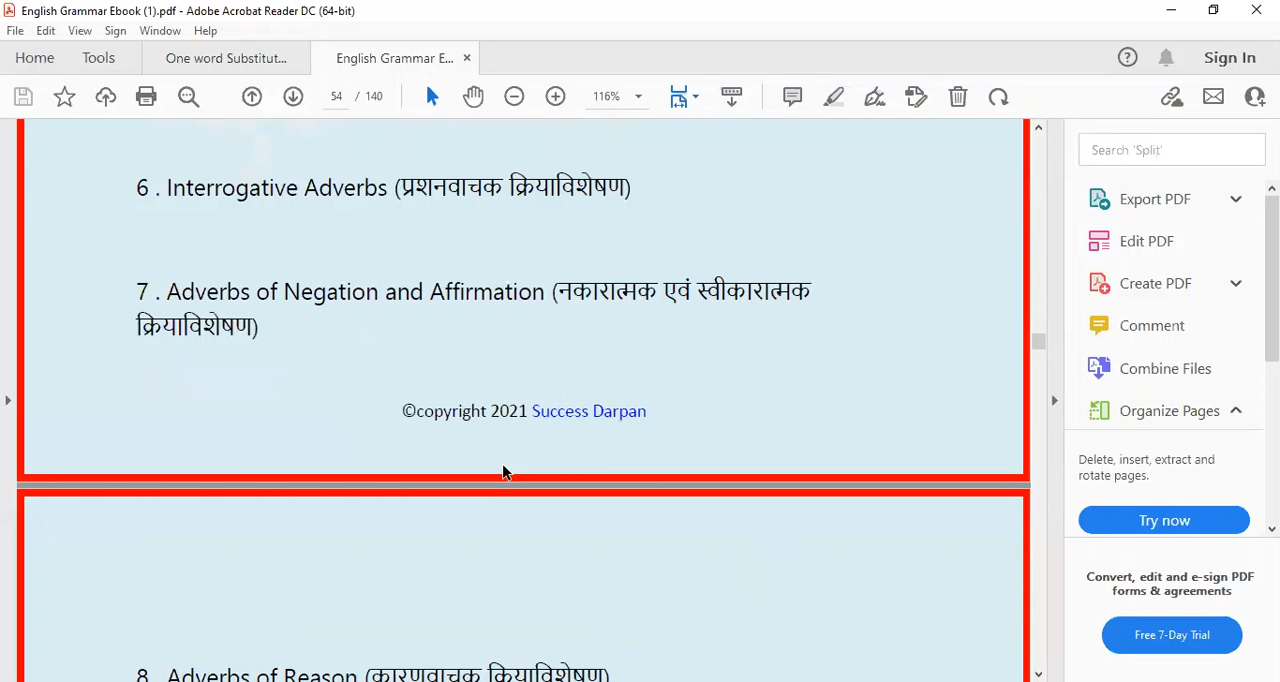 English Grammar Ebook (1).pdf - Adobe Acrobat Reader DC (64-bit)
File Edit View Sign Window Help
Home Tools One word Substitut... English Grammar E... × Sign In
54 / 140 116%
6 . Interrogative Adverbs (प्रशनवाचक क्रियाविशेषण)
7 . Adverbs of Negation and Affirmation (नकारात्मक एवं स्वीकारात्मक
क्रियाविशेषण)
©copyright 2021 Success Darpan
8 . Adverbs of Reason (कारणवाचक क्रियाविशेषण)
Search 'Split'
Export PDF
Edit PDF
Create PDF
Comment
Combine Files
Organize Pages
Delete, insert, extract and
rotate pages.
Try now
Convert, edit and e-sign PDF
forms & agreements
Free 7-Day Trial